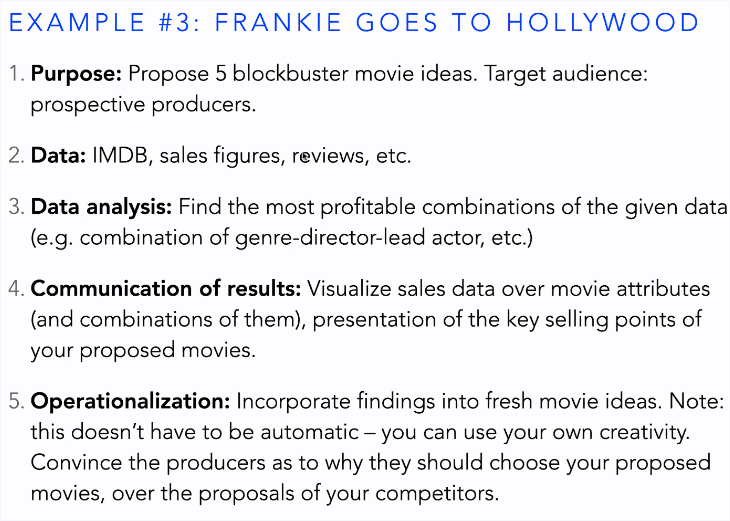 EXAMPLE #3: FRANKIE GOES TO HOLLYWOOD
1. Purpose: Propose 5 blockbuster movie ideas. Target audience:
prospective producers.
2. Data: IMDB, sales figures, reviews, etc.
3. Data analysis: Find the most profitable combinations of the given data
(e.g. combination of genre-director-lead actor, etc.)
4. Communication of results: Visualize sales data over movie attributes
(and combinations of them), presentation of the key selling points of
your proposed movies.
5. Operationalization: Incorporate findings into fresh movie ideas. Note:
this doesn't have to be automatic – you can use your own creativity.
Convince the producers as to why they should choose your proposed
movies, over the proposals of your competitors.